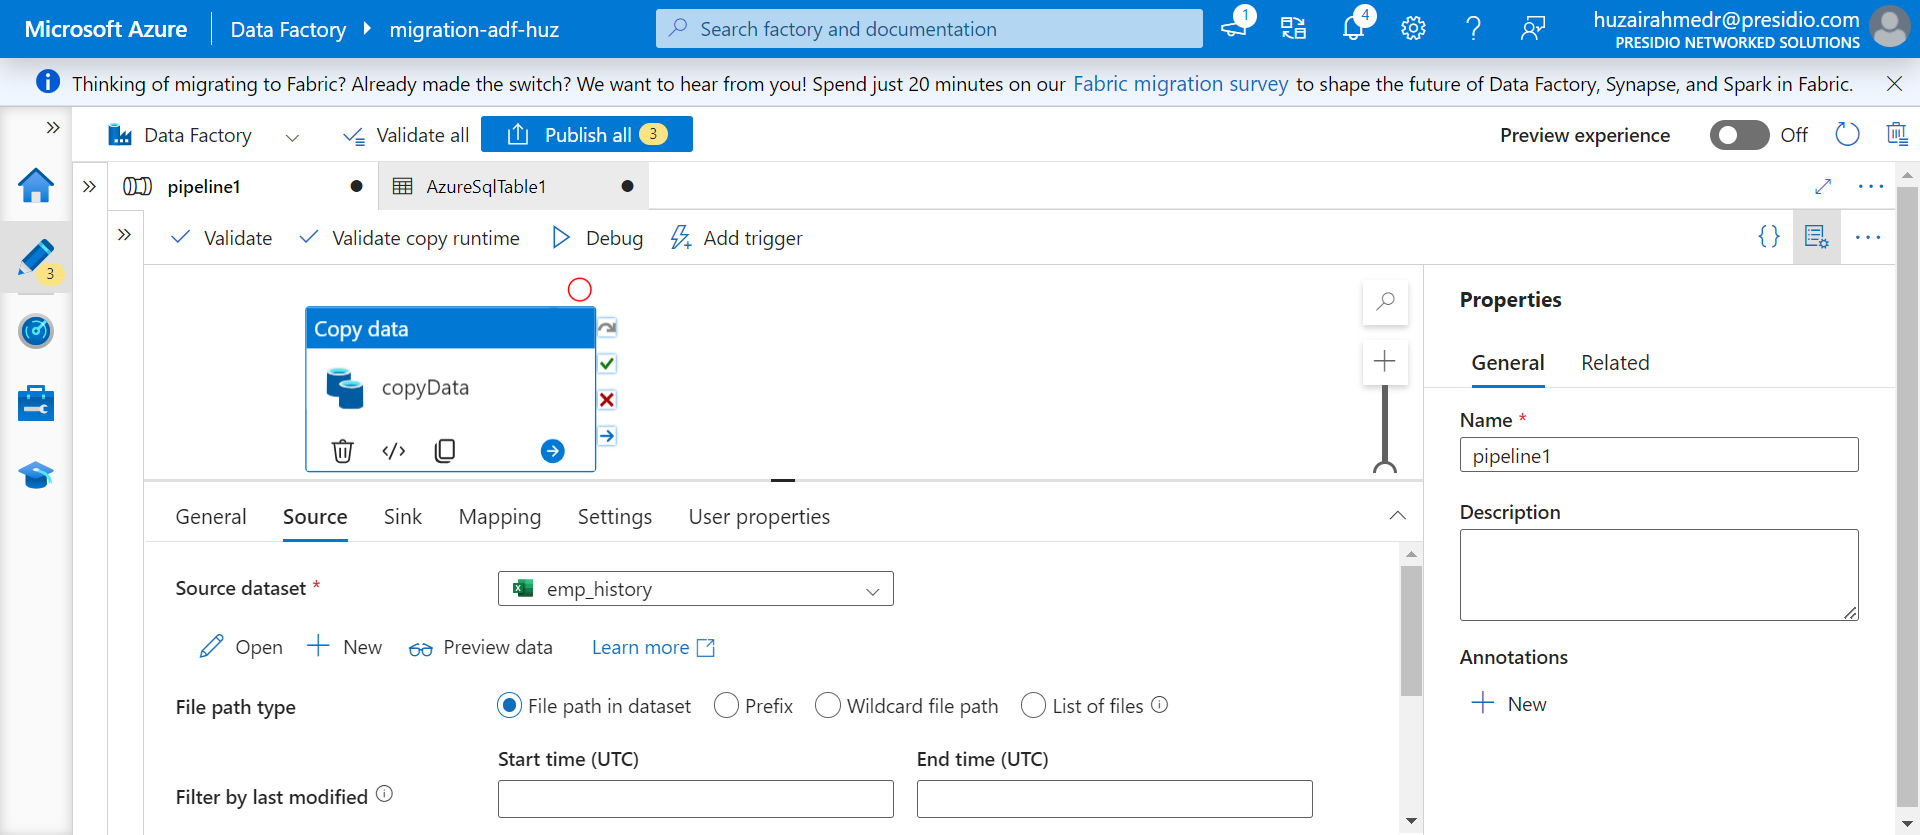 Microsoft Azure Data Factory migration-adf-huz Search factory and documentation 1 4 huzairahmedr@presidio.com
PRESIDIO NETWORKED SOLUTIONS
Thinking of migrating to Fabric? Already made the switch? We want to hear from you! Spend just 20 minutes on our Fabric migration survey to shape the future of Data Factory, Synapse, and Spark in Fabric.
Data Factory Validate all Publish all 3 Preview experience Off
pipeline1 AzureSqlTable1
Validate Validate copy runtime Debug Add trigger {}
3
Copy data
copyData
Properties
General Related
Name *
pipeline1
Description
Annotations
New
General Source Sink Mapping Settings User properties
Source dataset * emp_history
Open New Preview data Learn more
File path type File path in dataset Prefix Wildcard file path List of files
Start time (UTC) End time (UTC)
Filter by last modified